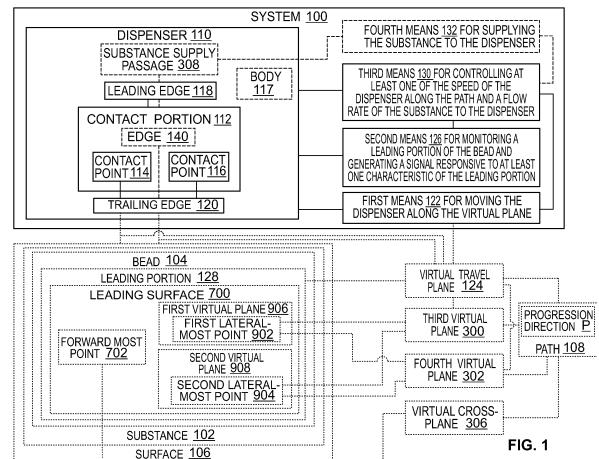 SYSTEM 100
DISPENSER 110
SUBSTANCE SUPPLY
PASSAGE 308
BODY
117
LEADING EDGE 118
CONTACT PORTION 112
EDGE 140
CONTACT
POINT 114
CONTACT
POINT 116
TRAILING EDGE 120
FOURTH MEANS 132 FOR SUPPLYING
THE SUBSTANCE TO THE DISPENSER
THIRD MEANS 130 FOR CONTROLLING AT
LEAST ONE OF THE SPEED OF THE
DISPENSER ALONG THE PATH AND A FLOW
RATE OF THE SUBSTANCE TO THE DISPENSER
SECOND MEANS 126 FOR MONITORING A
LEADING PORTION OF THE BEAD AND
GENERATING A SIGNAL RESPONSIVE TO AT LEAST
ONE CHARACTERISTIC OF THE LEADING PORTION
FIRST MEANS 122 FOR MOVING THE
DISPENSER ALONG THE VIRTUAL PLANE
BEAD 104
LEADING PORTION 128
LEADING SURFACE 700
FIRST VIRTUAL PLANE 906
FIRST LATERAL-
MOST POINT 902
FORWARD MOST
POINT 702
SECOND VIRTUAL
PLANE 908
SECOND LATERAL-
MOST POINT 904
SUBSTANCE 102
SURFACE 106
VIRTUAL TRAVEL
PLANE 124
THIRD VIRTUAL
PLANE 300
FOURTH VIRTUAL
PLANE 302
VIRTUAL CROSS-
PLANE 306
PROGRESSION
DIRECTION P
PATH 108
FIG. 1